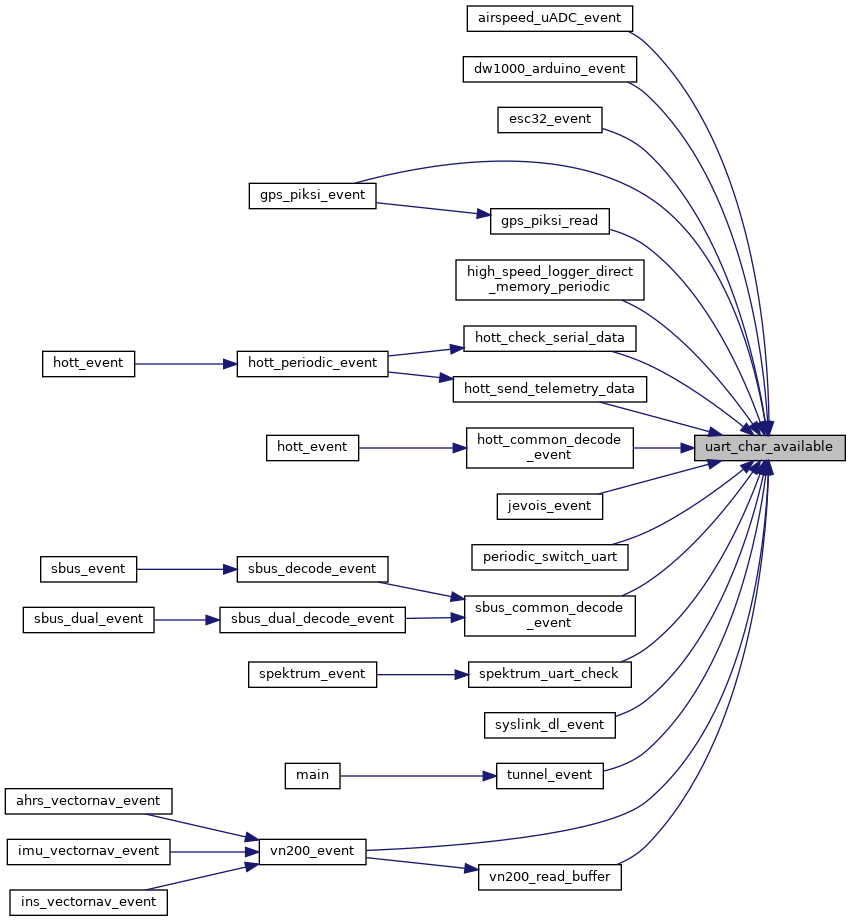 airspeed_uADC_event
dw1000_arduino_event
esc32_event
gps_piksi_event
gps_piksi_read
high_speed_logger_direct
_memory_periodic
hott_check_serial_data
hott_event
hott_periodic_event
hott_send_telemetry_data
hott_event
hott_common_decode
_event
uart_char_available
jevois_event
periodic_switch_uart
sbus_event
sbus_decode_event
sbus_common_decode
_event
sbus_dual_event
sbus_dual_decode_event
spektrum_event
spektrum_uart_check
syslink_dl_event
main
tunnel_event
ahrs_vectornav_event
imu_vectornav_event
vn200_event
vn200_read_buffer
ins_vectornav_event